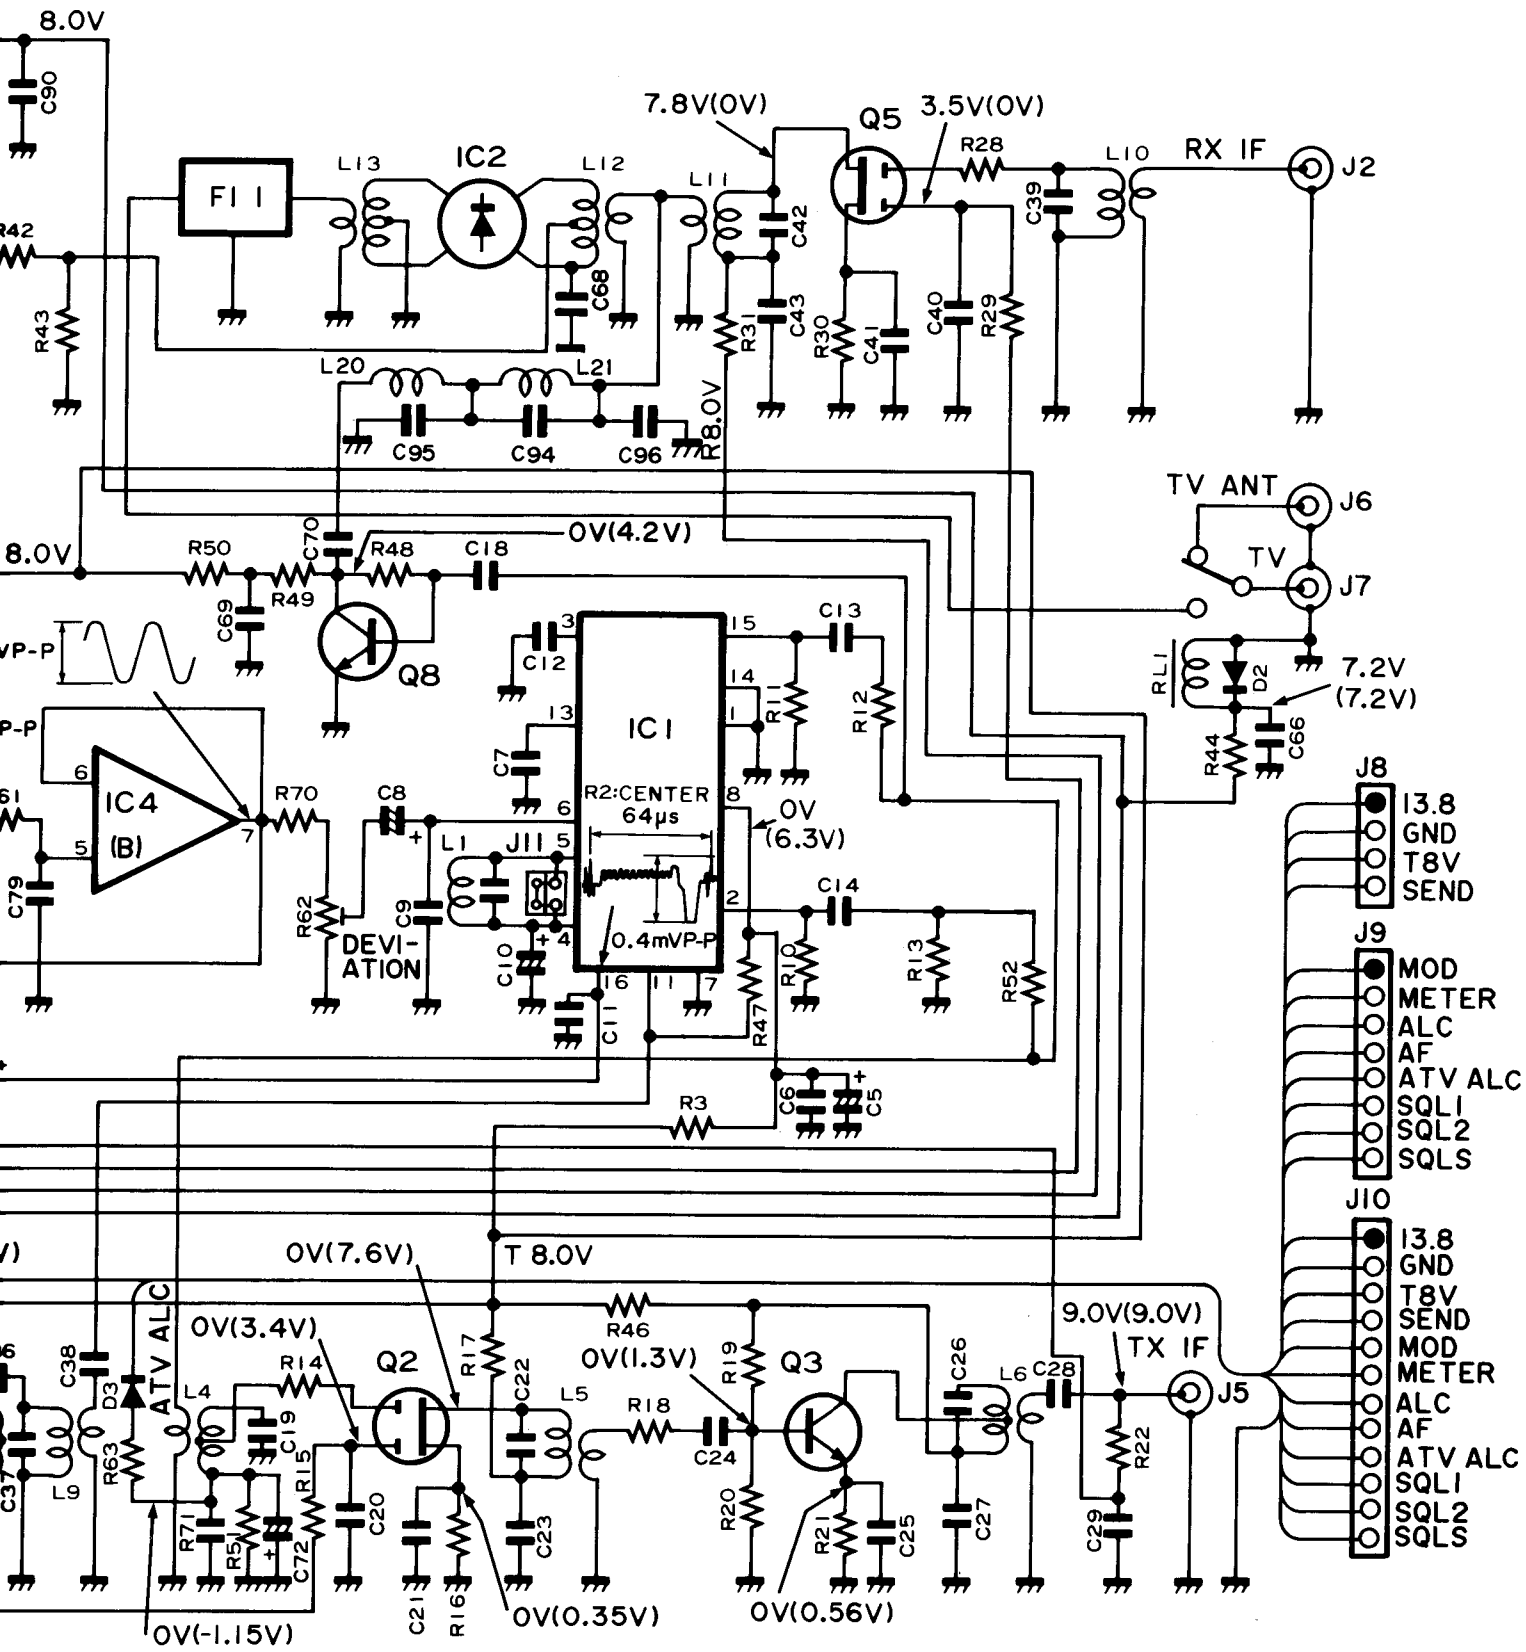 8.0V
C90
7.8V(0V)
Q5
3.5V(0V)
L13
IC2
L12
L11
R28
L10
RX IF
J2
FI 1
C39
C42
R42
C68
R43
R31
C43
R30
C41
C40
R29
L20
L21
R8.0V
C95
C94
C96
TV ANT
J6
8.0V
R50
C70
0V(4.2V)
R48
C18
TV
J7
R49
C69
VP-P
Q8
3
C12
15
C13
14
R11
R12
RL1
D2
7.2V
(7.2V)
13
IC1
1
P-P
C7
R44
C66
6
IC4
(B)
5
7
R70
C8
+
6
R2:CENTER
64µs
8
0V
(6.3V)
J8
13.8
GND
T8V
SEND
61
C79
L1
J11
5
2
C14
R62
DEVI-
ATION
C9
C10
+
4
0.4mVP-P
R10
R13
R52
J9
MOD
METER
ALC
AF
ATV ALC
SQL1
SQL2
SQLS
16
11
7
C11
R47
+
C6
+
C5
R3
J10
13.8
GND
T8V
SEND
MOD
METER
ALC
AF
ATV ALC
SQL1
SQL2
SQLS
V)
0V(7.6V)
T 8.0V
ATV ALC
0V(3.4V)
R46
9.0V(9.0V)
TX IF
J5
C38
D3
R14
Q2
R17
C22
0V(1.3V)
R19
Q3
C26
L6
C28
L4
C19
L5
R18
C24
R22
C37
L9
R63
R15
R71
R51
+
C72
C20
C21
R16
C23
R20
R21
C25
C27
C29
0V(-1.15V)
0V(0.35V)
0V(0.56V)